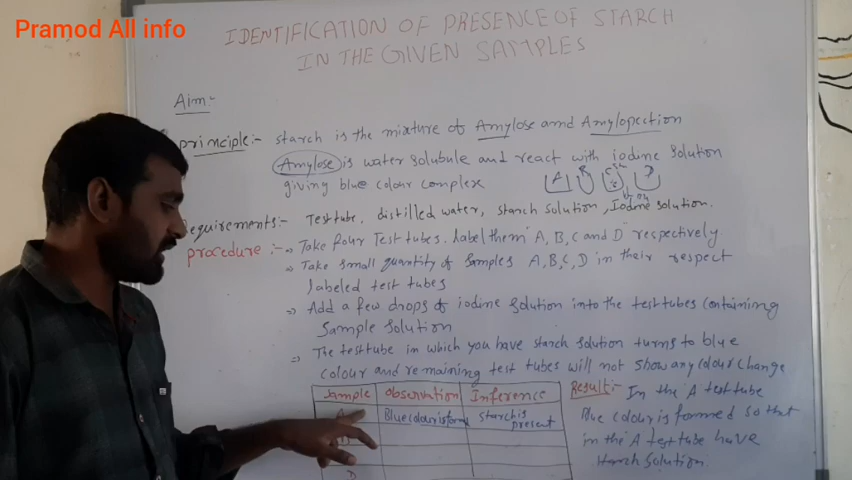 Pramod All info
IDENTIFICATION OF PRESENCE OF STARCH
IN THE GIVEN SAMPLES
Aim:-
principle:- starch is the mixture of Amylose and Amylopection
Amylose is water solubule and react with iodine solution
giving blue colour complex
A B C D
Requirements:- Test tube, distilled water, starch solution, Iodine solution.
procedure:- Take four Test tubes. Label them A, B, C and D respectively.
Take small quantity of samples A, B, C, D in their respect
labeled test tubes
Add a few drops of iodine solution into the test tubes containing
Sample solution
The testtube in which you have starch solution turns to blue
colour and remaining test tubes will not show any colour change
Sample observation Inference
A Blue colour is form starch is present
B
D
Result:- In the A test tube
Blue colour is formed so that
in the A test tube have
starch solution